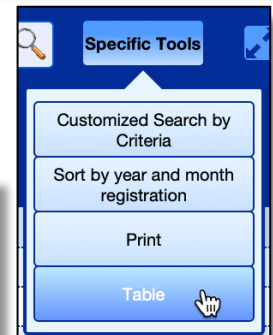 Specific Tools
Customized Search by
Criteria
Sort by year and month
registration
Print
Table